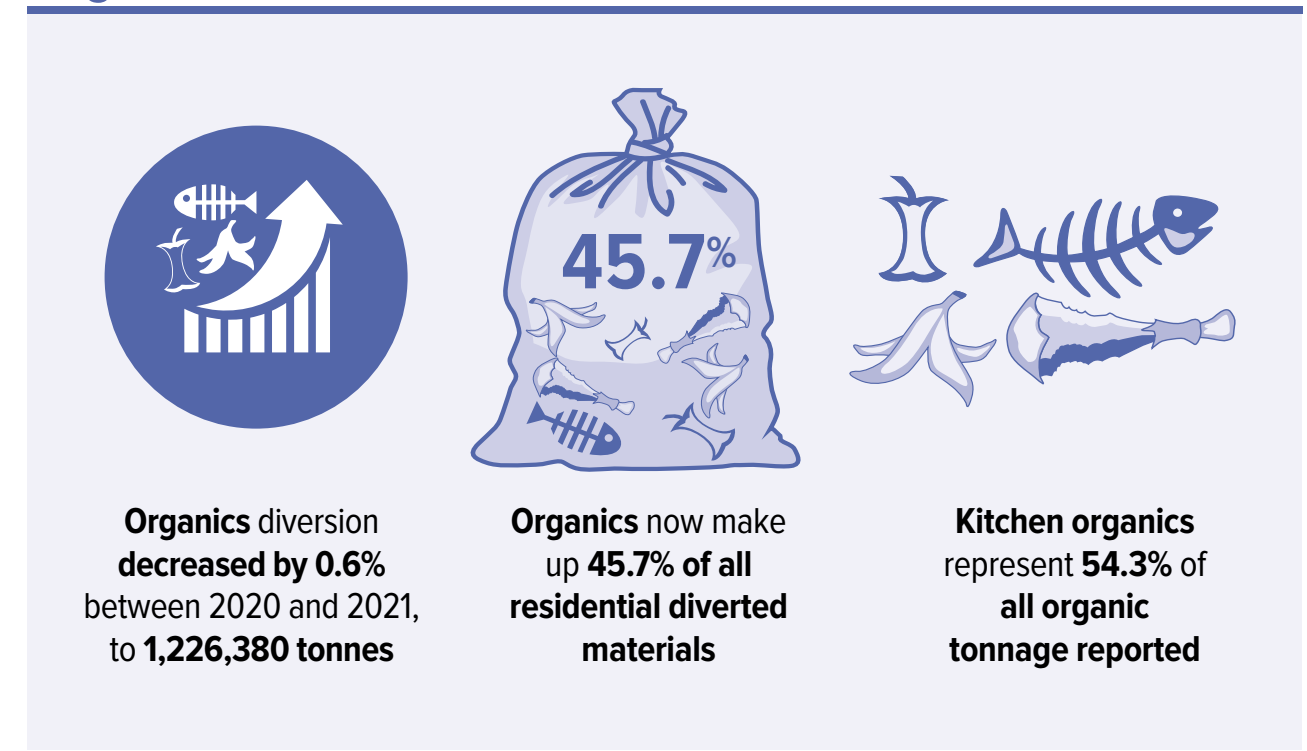 45.7%
Organics diversion
decreased by 0.6%
between 2020 and 2021,
to 1,226,380 tonnes
Organics now make
up 45.7% of all
residential diverted
materials
Kitchen organics
represent 54.3% of
all organic
tonnage reported